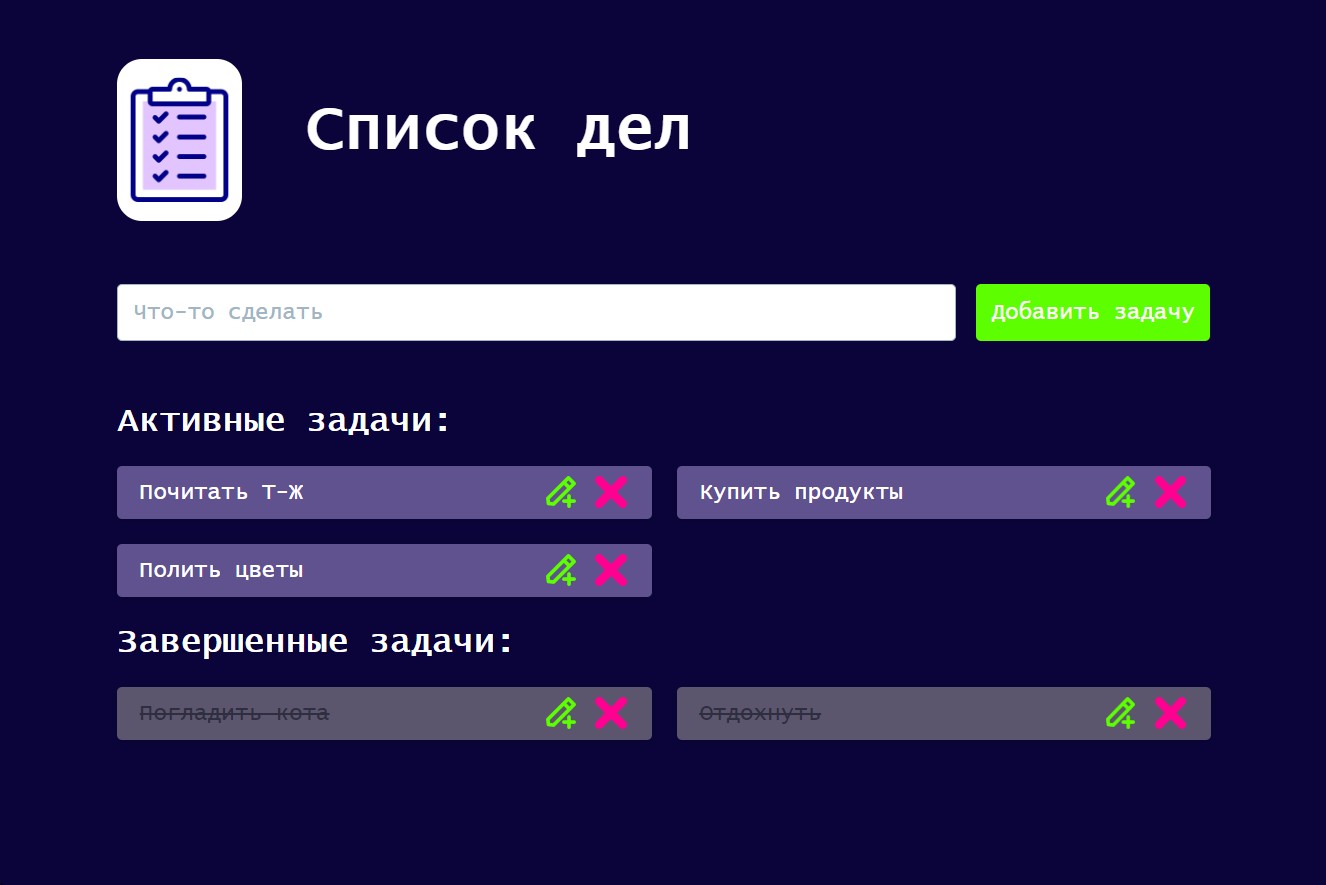 Список дел
Что-то сделать
Добавить задачу
Активные задачи:
Почитать Т-Ж
Купить продукты
Полить цветы
Завершенные задачи:
Погладить кота
Отдохнуть